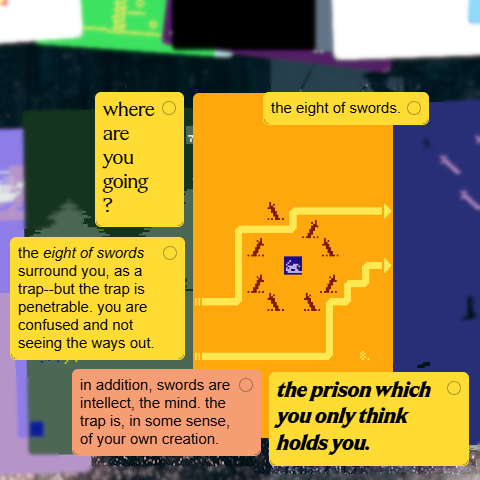 where
are
you
going
?
the eight of swords.
the eight of swords
surround you, as a
trap--but the trap is
penetrable. you are
confused and not
seeing the ways out.
in addition, swords are
intellect, the mind. the
trap is, in some sense,
of your own creation.
the prison which
you only think
holds you.